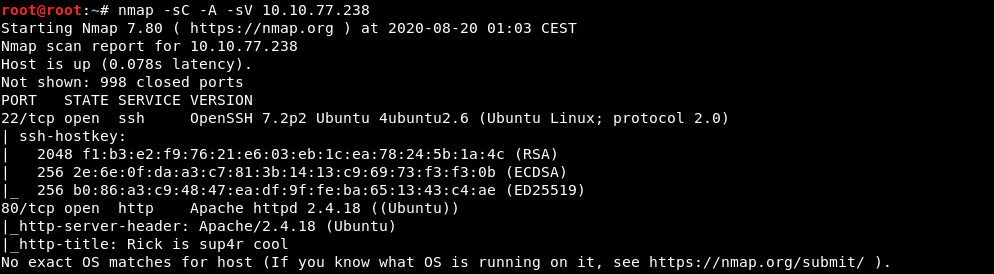 root@root:~# nmap -sC -A -sV 10.10.77.238
Starting Nmap 7.80 ( https://nmap.org ) at 2020-08-20 01:03 CEST
Nmap scan report for 10.10.77.238
Host is up (0.078s latency).
Not shown: 998 closed ports
PORT   STATE SERVICE VERSION
22/tcp open  ssh     OpenSSH 7.2p2 Ubuntu 4ubuntu2.6 (Ubuntu Linux; protocol 2.0)
| ssh-hostkey:
|   2048 f1:b3:e2:f9:76:21:e6:03:eb:1c:ea:78:24:5b:1a:4c (RSA)
|   256 2e:6e:0f:da:a3:c7:81:3b:14:13:c9:69:73:f3:f3:0b (ECDSA)
|_  256 b0:86:a3:c9:48:47:ea:df:9f:fe:ba:65:13:43:c4:ae (ED25519)
80/tcp open  http    Apache httpd 2.4.18 ((Ubuntu))
|_http-server-header: Apache/2.4.18 (Ubuntu)
|_http-title: Rick is sup4r cool
No exact OS matches for host (If you know what OS is running on it, see https://nmap.org/submit/ ).